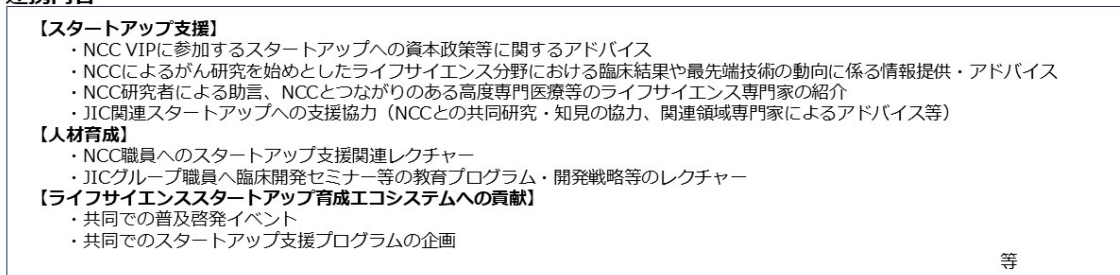 【スタートアップ支援】
・NCC VIPに参加するスタートアップへの資本政策等に関するアドバイス
・NCCによるがん研究を始めとしたライフサイエンス分野における臨床結果や最先端技術の動向に係る情報提供・アドバイス
・NCC研究者による助言、NCCとつながりのある高度専門医療等のライフサイエンス専門家の紹介
・JIC関連スタートアップへの支援協力（NCCとの共同研究・知見の協力、関連領域専門家によるアドバイス等）
【人材育成】
・NCC職員へのスタートアップ支援関連レクチャー
・JICグループ職員へ臨床開発セミナー等の教育プログラム・開発戦略等のレクチャー
【ライフサイエンススタートアップ育成エコシステムへの貢献】
・共同での普及啓発イベント
・共同でのスタートアップ支援プログラムの企画
等